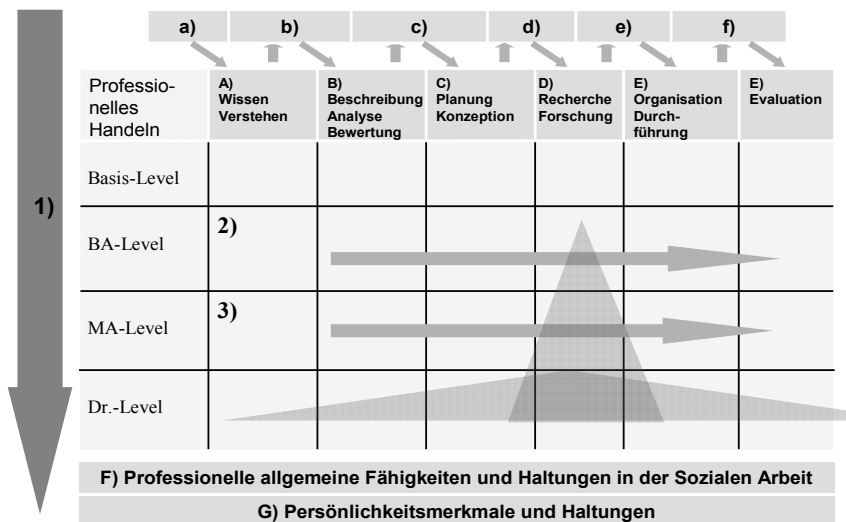 a) b) c) d) e) f)
Professio-
nelles
Handeln
A)
Wissen
Verstehen
B)
Beschreibung
Analyse
Bewertung
C)
Planung
Konzeption
D)
Recherche
Forschung
E)
Organisation
Durch-
führung
E)
Evaluation
Basis-Level
1)
2)
BA-Level
3)
MA-Level
Dr.-Level
F) Professionelle allgemeine Fähigkeiten und Haltungen in der Sozialen Arbeit
G) Persönlichkeitsmerkmale und Haltungen